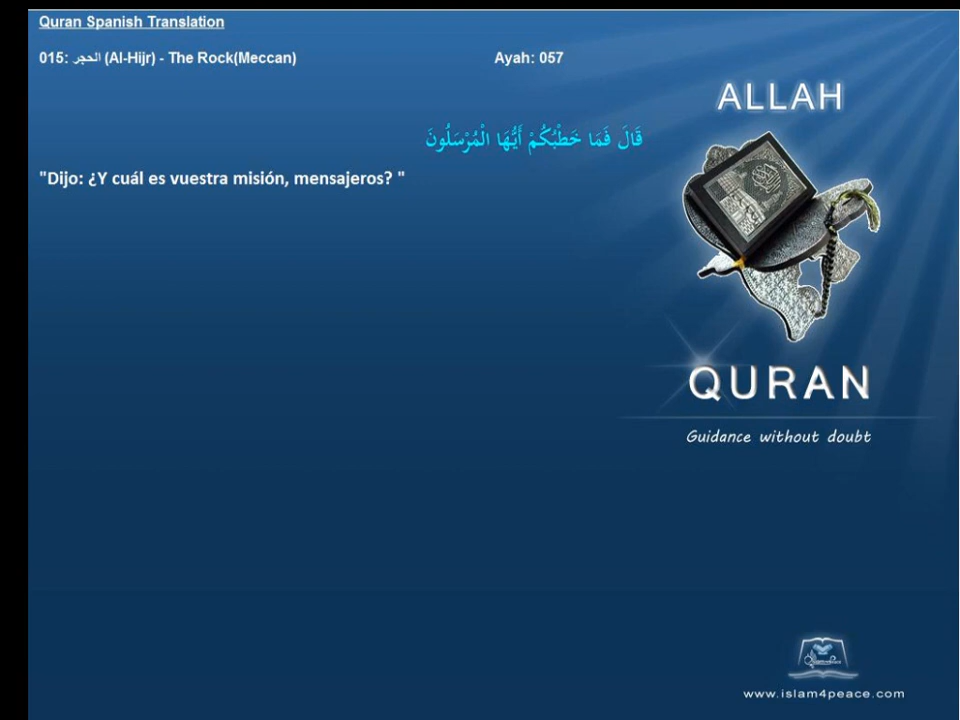 Quran Spanish Translation
015: الحجر (Al-Hijr) - The Rock(Meccan) Ayah: 057
ALLAH
قَالَ فَمَا خَطْبُكُمْ أَيُّهَا الْمُرْسَلُونَ
"Dijo: ¿Y cuál es vuestra misión, mensajeros? "
QURAN
Guidance without doubt
www.islam4peace.com